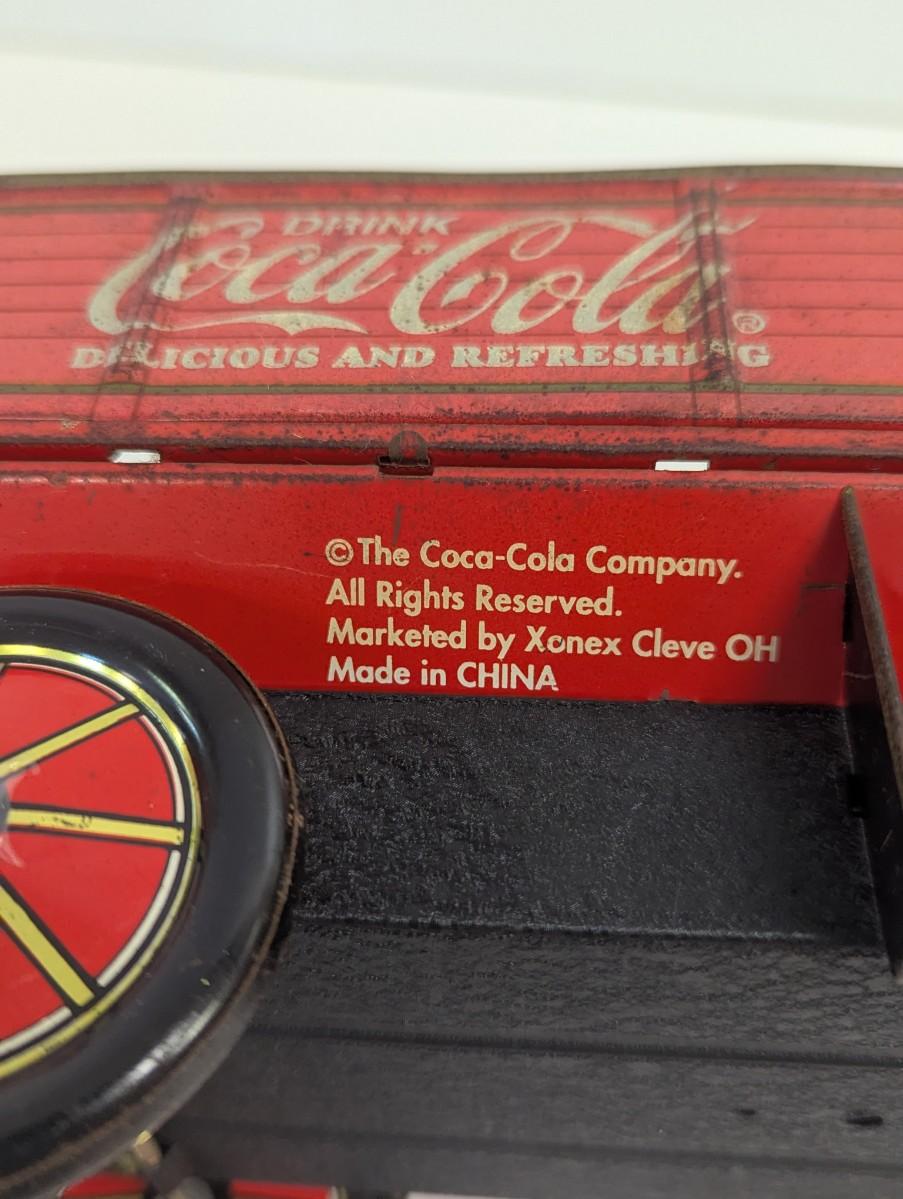 DRINK
Coca-Cola®
DELICIOUS AND REFRESHING
©The Coca-Cola Company.
All Rights Reserved.
Marketed by Xonex Cleve OH
Made in CHINA